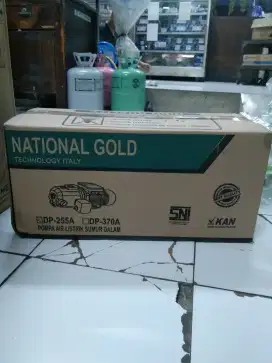 NATIONAL GOLD
TECHNOLOGY ITALY
DP-255A DP-370A
POMPA AIR LISTRIK SUMUR DALAM
SNI
KAN